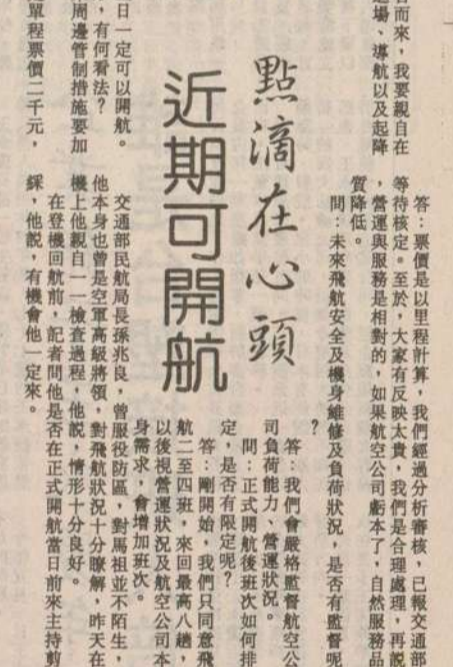 點滴在心頭
近期可開航
而來，我要親自在
場、導航以及起降
日一定可以開航。
，有何看法？
周邊管制措施要加
單程票價二千元，
答：票價是以里程計算，我們經過分析審核，已報交通部
等待核定。至於，大家有反映太貴，我們是合理處理，再說
，營運與服務是相對的，如果航空公司虧本了，自然服務品
質降低。
問：未來飛航安全及機身維修及負荷狀況，是否有監督呢
？
答：我們會嚴格監督航空公
司負荷能力、營運狀況。
問：正式開航後班次如何排
定，是否有限定呢？
答：剛開始，我們只同意飛
航二至四班，來回最高八趟，
以後視營運狀況及航空公司本
身需求，會增加班次。
交通部民航局長孫兆良，曾服役防區，對馬祖並不陌生，
他本身也曾是空軍高級將領，對飛航狀況十分瞭解，昨天在
機上他親自一一檢查過程，他說，情形十分良好。
在登機回航前，記者問他是否在正式開航當日前來主持剪
綵，他說，有機會他一定來。